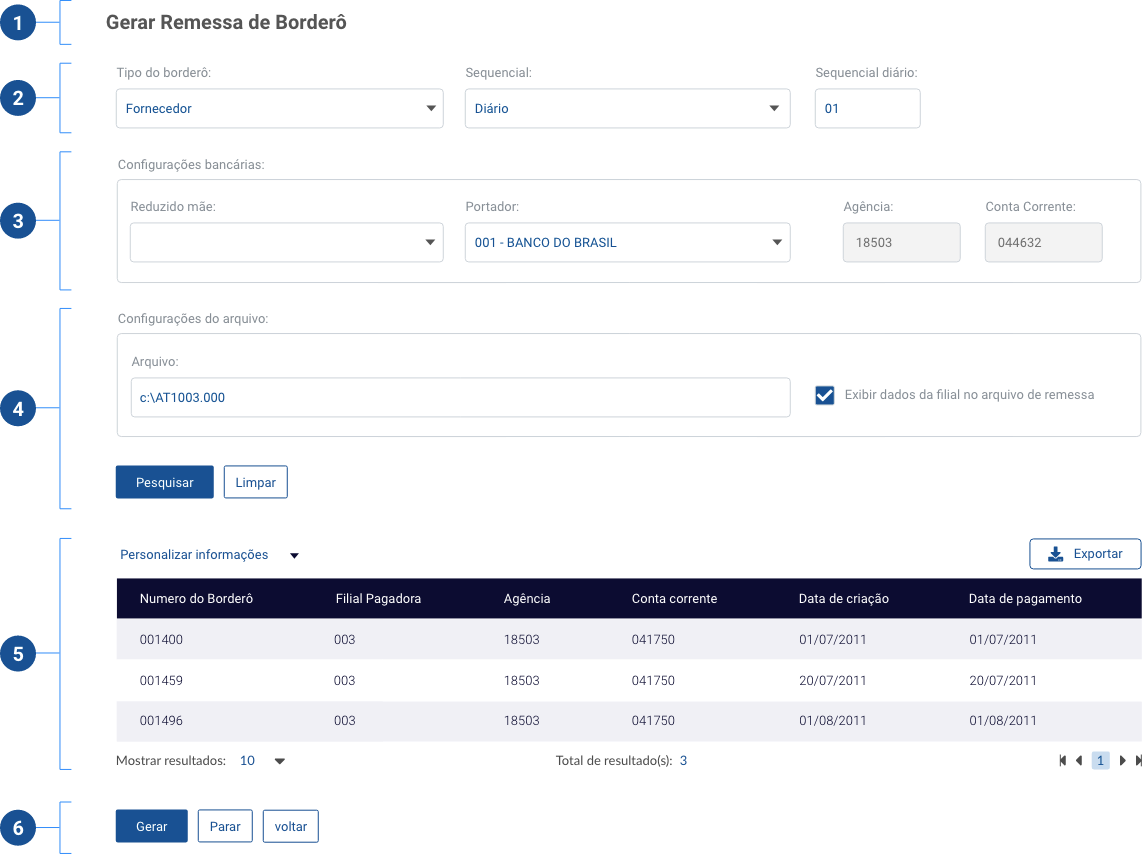 1
Gerar Remessa de Borderô
2
Tipo do borderô: Sequencial: Sequencial diário:
Fornecedor Diário 01
3
Configurações bancárias:
Reduzido mãe: Portador: Agência: Conta Corrente:
001 - BANCO DO BRASIL 18503 044632
4
Configurações do arquivo:
Arquivo:
c:\AT1003.000 Exibir dados da filial no arquivo de remessa
Pesquisar Limpar
5
Personalizar informações Exportar
Numero do Borderô Filial Pagadora Agência Conta corrente Data de criação Data de pagamento
001400 003 18503 041750 01/07/2011 01/07/2011
001459 003 18503 041750 20/07/2011 20/07/2011
001496 003 18503 041750 01/08/2011 01/08/2011
Mostrar resultados: 10 Total de resultado(s): 3 1
6
Gerar Parar voltar